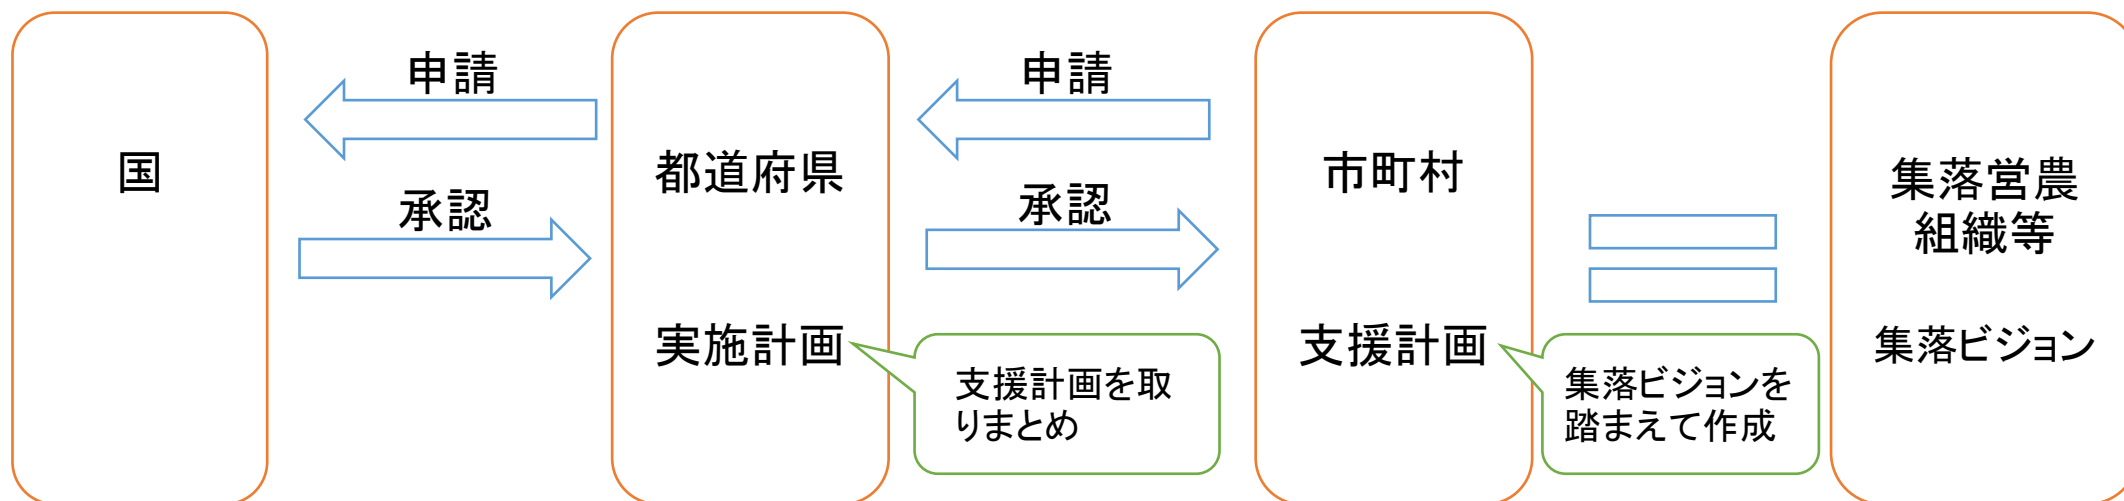 国
申請
承認
都道府県
実施計画
支援計画を取
りまとめ
申請
承認
市町村
支援計画
集落ビジョンを
踏まえて作成
集落営農
組織等
集落ビジョン